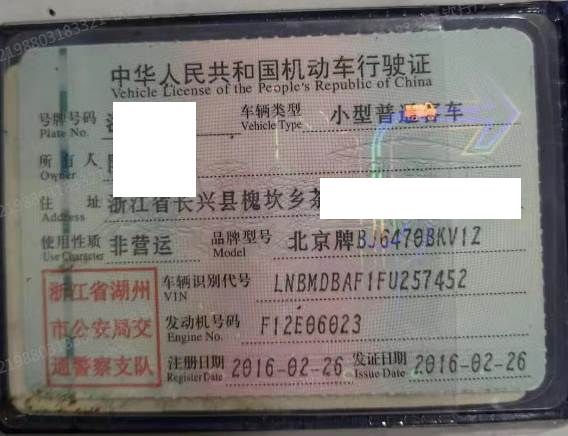 中华人民共和国机动车行驶证
Vehicle License of the People's Republic of China
号牌号码 车辆类型 小型普通客车
Plate No. Vehicle Type
所有人
Owner
住址 浙江省长兴县槐坎乡茶
Address
使用性质 非营运 品牌型号 北京牌BJ6470BKV1Z
Use Character Model
浙江省湖州
市公安局交
通警察支队
车辆识别代号 LNBMDBAF1FU257452
VIN
发动机号码 F12E06023
Engine No.
注册日期 2016-02-26 发证日期 2016-02-26
Register Date Issue Date